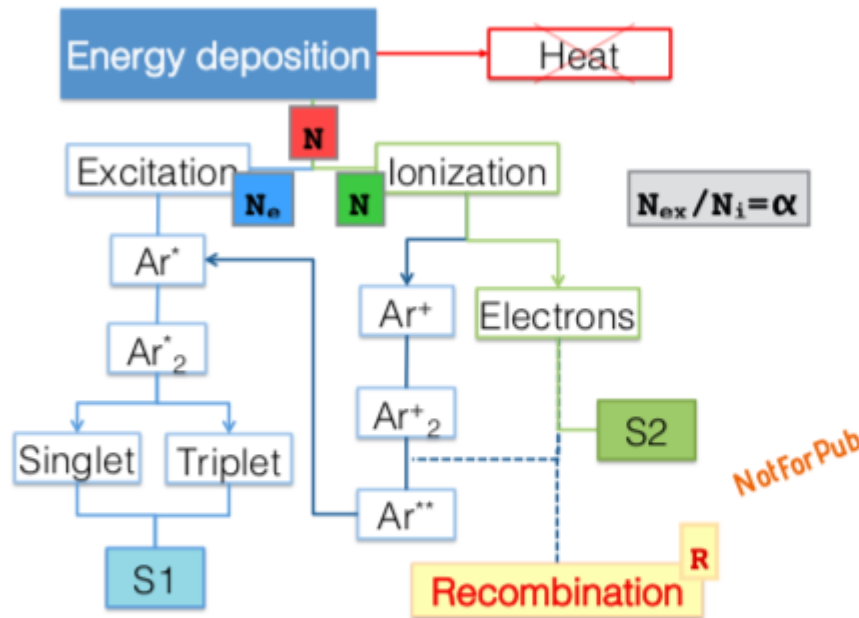 Energy deposition
Heat
N
Excitation
Ionization
Nₑ
N
Nₑₓ/Nᵢ=α
Ar*
Ar⁺
Electrons
Ar*₂
Ar⁺₂
S2
Singlet
Triplet
NotForPub
Ar**
S1
R
Recombination